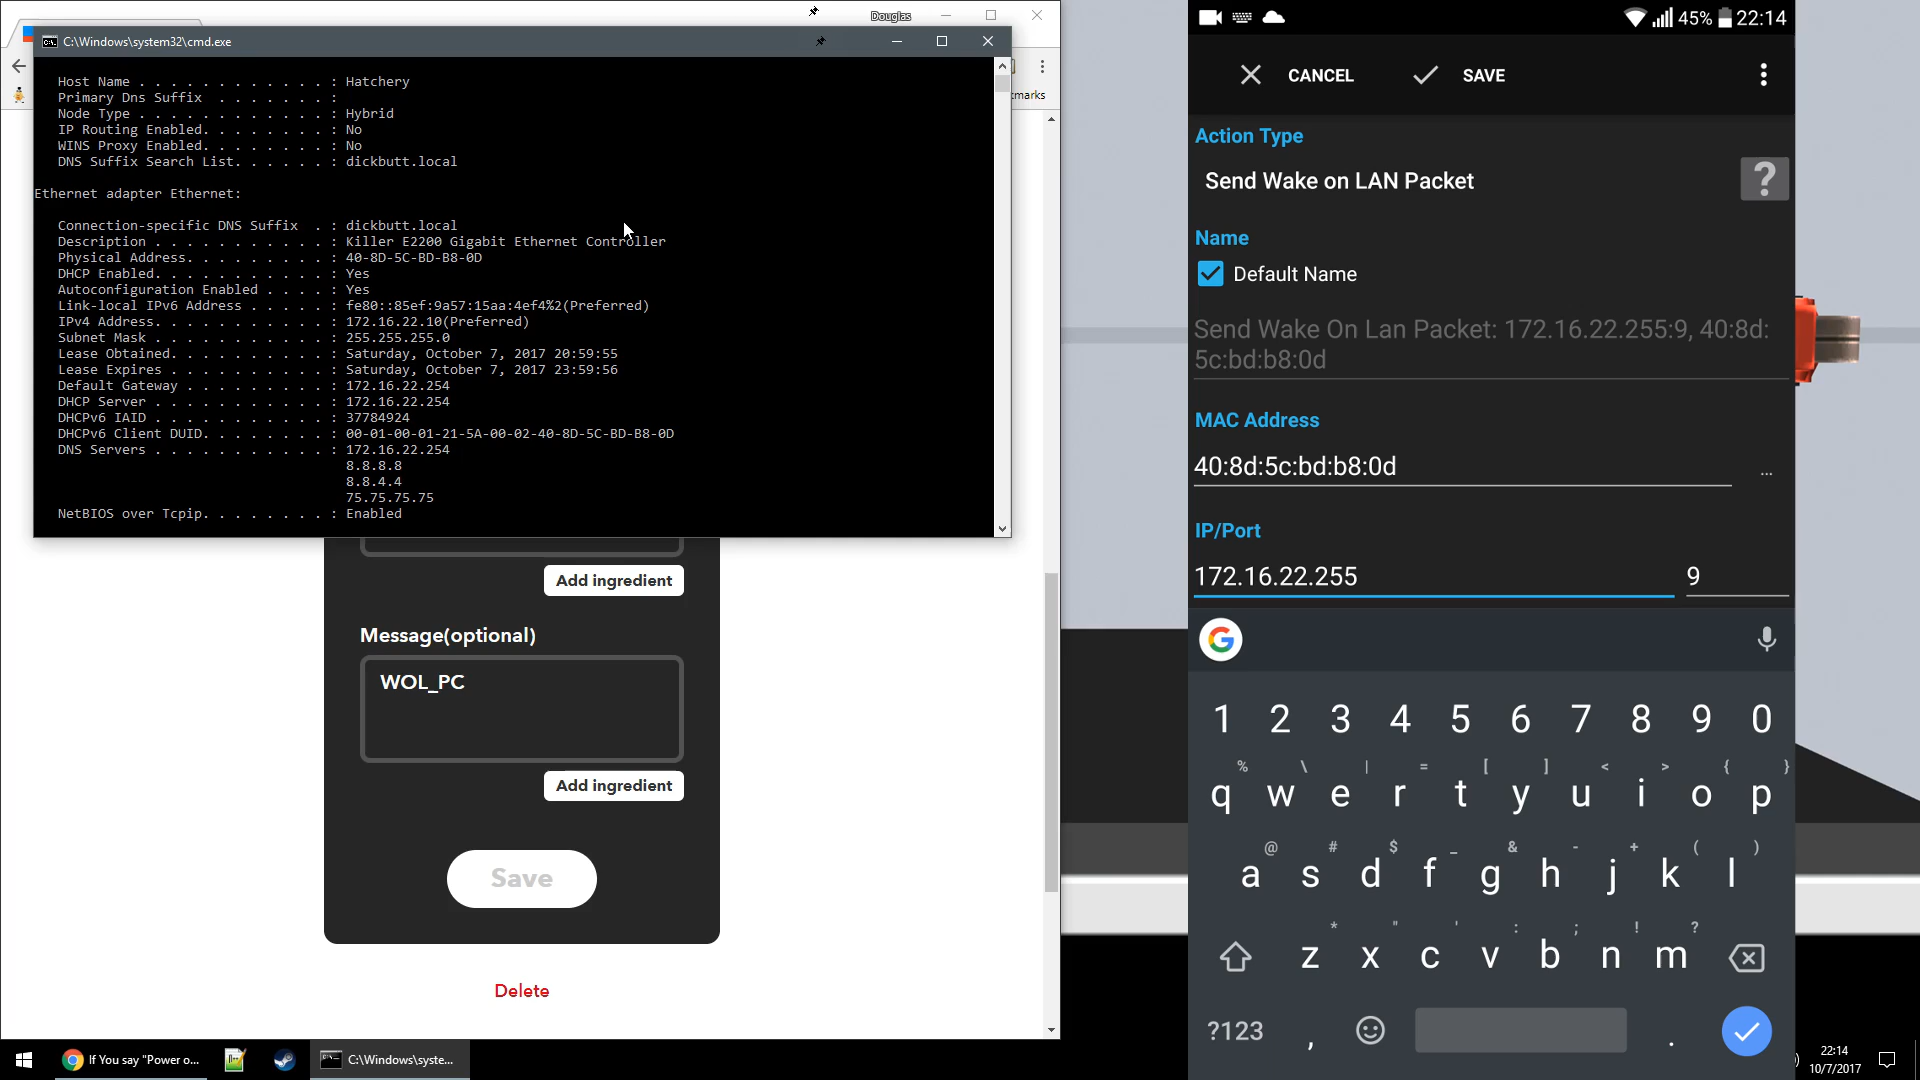 Douglas
C:\Windows\system32\cmd.exe
Host Name . . . . . . . . . . . . : Hatchery
Primary Dns Suffix  . . . . . . . :
Node Type . . . . . . . . . . . . : Hybrid
IP Routing Enabled. . . . . . . . : No
WINS Proxy Enabled. . . . . . . . : No
DNS Suffix Search List. . . . . . : dickbutt.local
Ethernet adapter Ethernet:
Connection-specific DNS Suffix  . : dickbutt.local
Description . . . . . . . . . . . : Killer E2200 Gigabit Ethernet Controller
Physical Address. . . . . . . . . : 40-8D-5C-BD-B8-0D
DHCP Enabled. . . . . . . . . . . : Yes
Autoconfiguration Enabled . . . . : Yes
Link-local IPv6 Address . . . . . : fe80::85ef:9a57:15aa:4ef4%2(Preferred)
IPv4 Address. . . . . . . . . . . : 172.16.22.10(Preferred)
Subnet Mask . . . . . . . . . . . : 255.255.255.0
Lease Obtained. . . . . . . . . . : Saturday, October 7, 2017 20:59:55
Lease Expires . . . . . . . . . . : Saturday, October 7, 2017 23:59:56
Default Gateway . . . . . . . . . : 172.16.22.254
DHCP Server . . . . . . . . . . . : 172.16.22.254
DHCPv6 IAID . . . . . . . . . . . : 37784924
DHCPv6 Client DUID. . . . . . . . : 00-01-00-01-21-5A-00-02-40-8D-5C-BD-B8-0D
DNS Servers . . . . . . . . . . . : 172.16.22.254
8.8.8.8
8.8.4.4
75.75.75.75
NetBIOS over Tcpip. . . . . . . . : Enabled
Add ingredient
Message(optional)
WOL_PC
Add ingredient
Save
Delete
If You say "Power o...
C:\Windows\syste...
45% 22:14
CANCEL SAVE
Action Type
Send Wake on LAN Packet
?
Name
Default Name
Send Wake On Lan Packet: 172.16.22.255:9, 40:8d:
5c:bd:b8:0d
MAC Address
40:8d:5c:bd:b8:0d ...
IP/Port
172.16.22.255 9
G
1 2 3 4 5 6 7 8 9 0
% \ | = [ ] < > { }
q w e r t y u i o p
@ # $ _ & - + ( )
a s d f g h j k l
* " ' : ; ! ?
z x c v b n m
?123 , .
22:14
10/7/2017